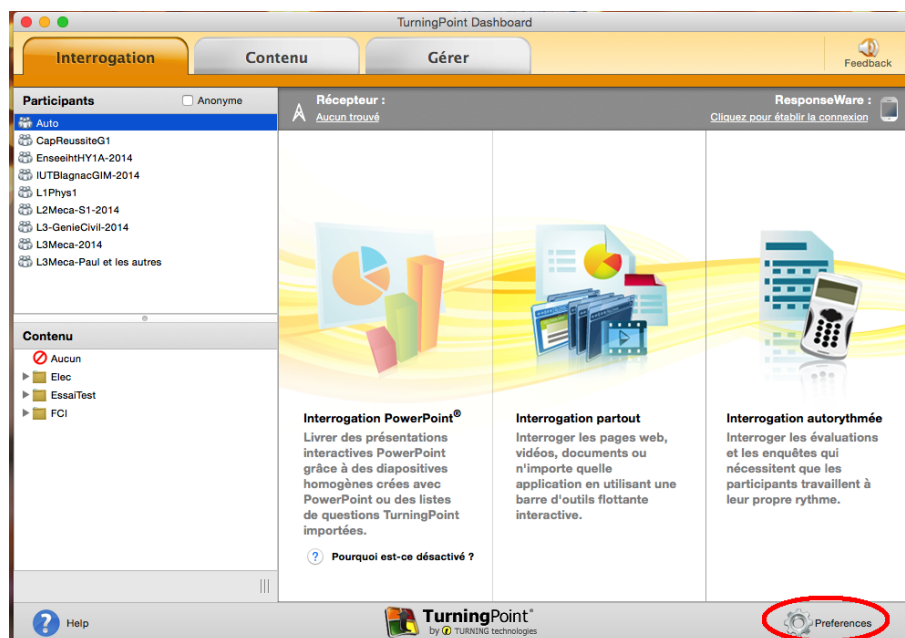 TurningPoint Dashboard
Interrogation
Contenu
Gérer
Feedback
Participants
Anonyme
Auto
CapReussiteG1
EnseeihtHY1A-2014
IUTBlagnacGIM-2014
L1Phys1
L2Meca-S1-2014
L3-GenieCivil-2014
L3Meca-2014
L3Meca-Paul et les autres
Contenu
Aucun
Elec
EssaiTest
FCI
Récepteur :
Aucun trouvé
ResponseWare :
Cliquez pour établir la connexion
Interrogation PowerPoint®
Livrer des présentations
interactives PowerPoint
grâce à des diapositives
homogènes crées avec
PowerPoint ou des listes
de questions TurningPoint
importées.
? Pourquoi est-ce désactivé ?
Interrogation partout
Interroger les pages web,
vidéos, documents ou
n'importe quelle
application en utilisant une
barre d'outils flottante
interactive.
Interrogation autorythmée
Interroger les évaluations
et les enquêtes qui
nécessitent que les
participants travaillent à
leur propre rythme.
? Help
TurningPoint®
by TURNING technologies
Preferences